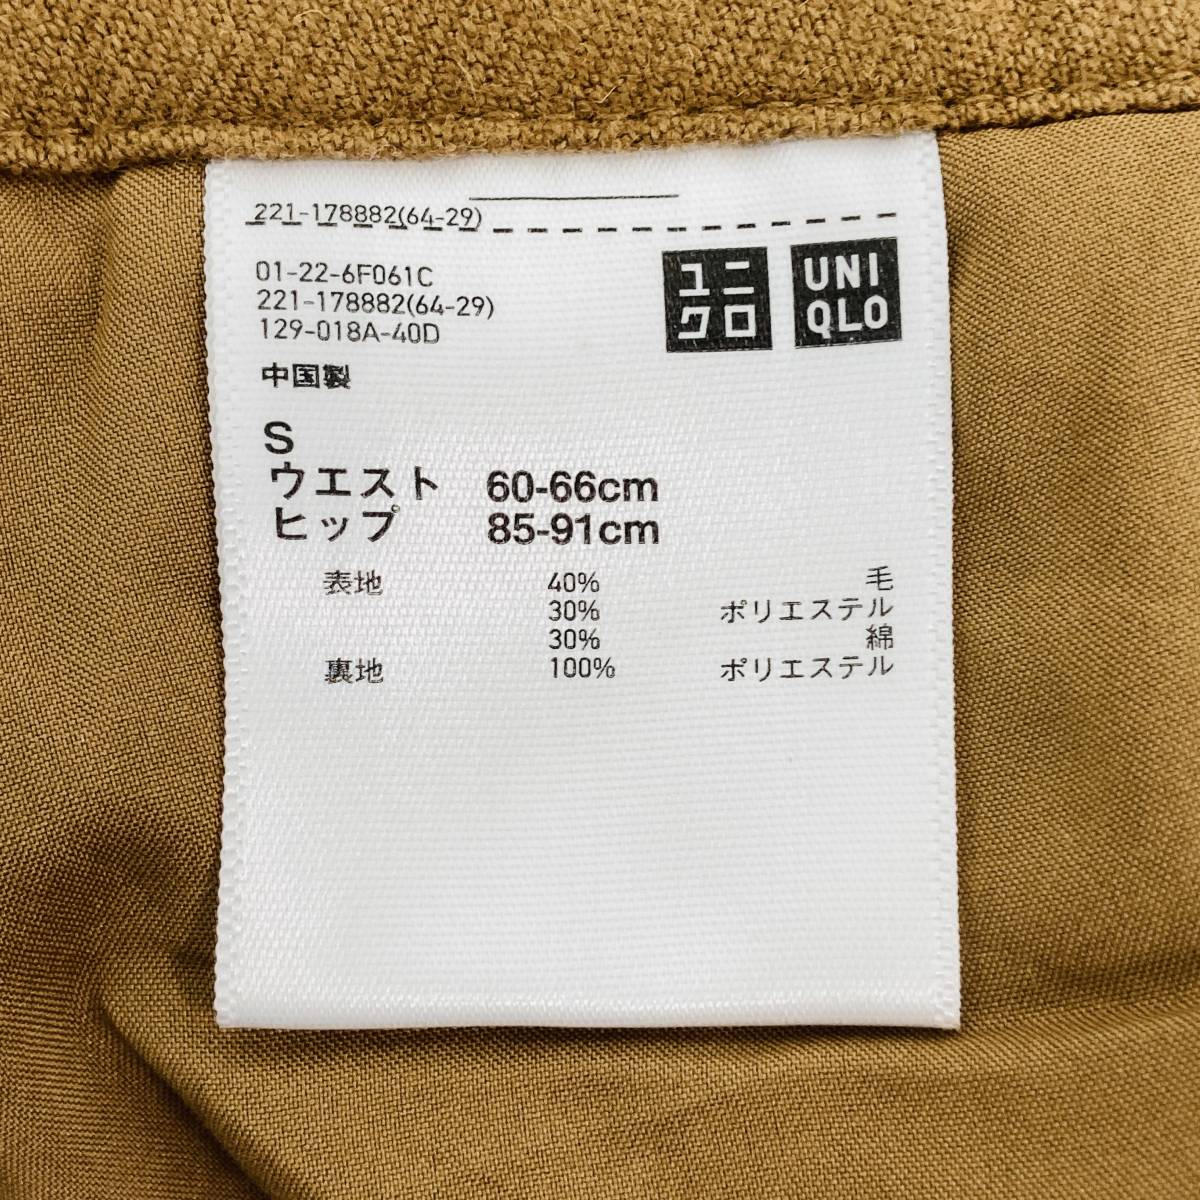 221-178882(64-29)
01-22-6F061C
221-178882(64-29)
129-018A-40D
中国製
ユニ
クロ
UNI
QLO
S
ウエスト 60-66cm
ヒップ 85-91cm
表地 40% 毛
30% ポリエステル
30% 綿
裏地 100% ポリエステル